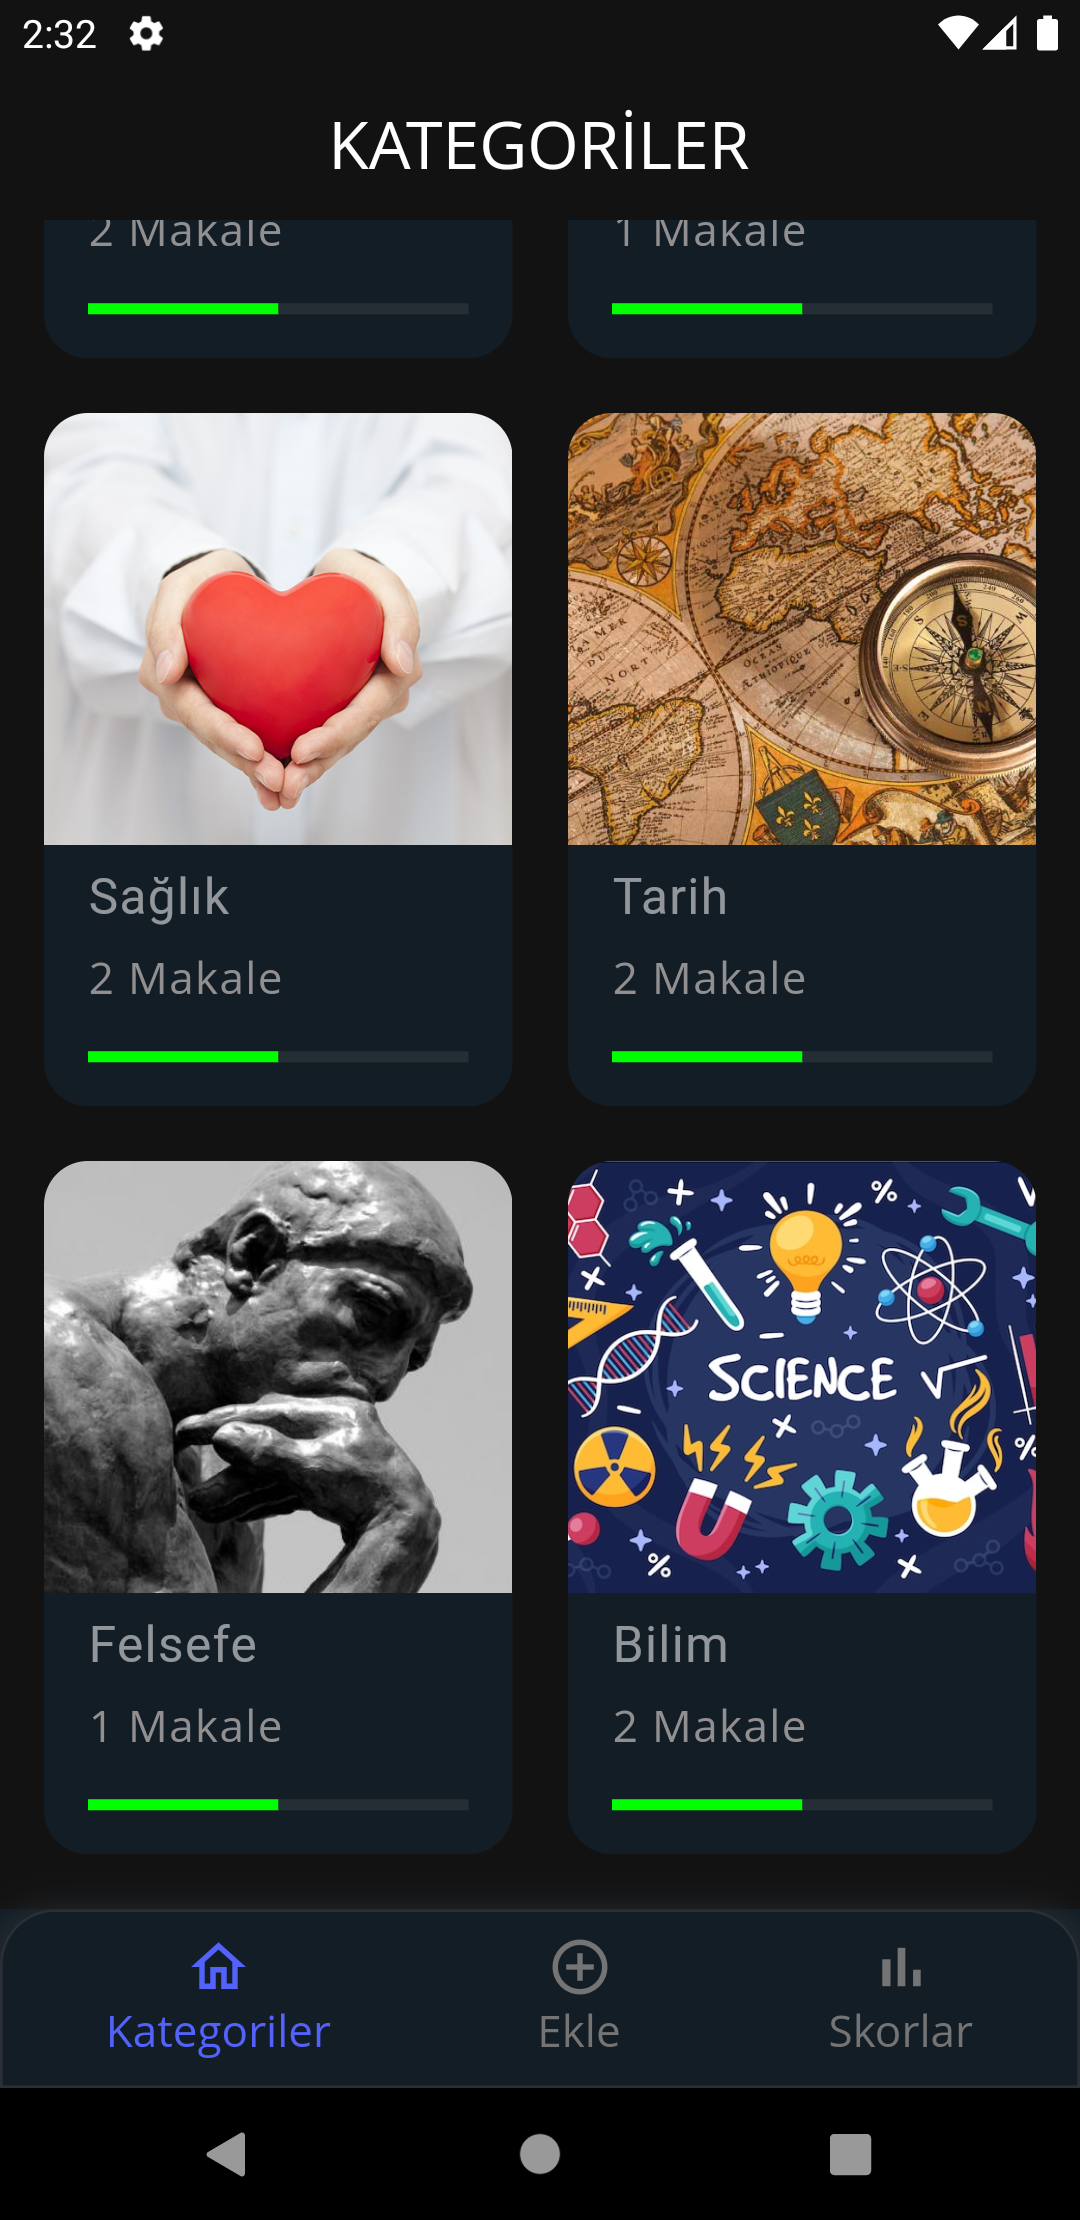 2:32
KATEGORİLER
2 Makale
1 Makale
Sağlık
2 Makale
Tarih
2 Makale
SCIENCE
Felsefe
1 Makale
Bilim
2 Makale
Kategoriler
Ekle
Skorlar